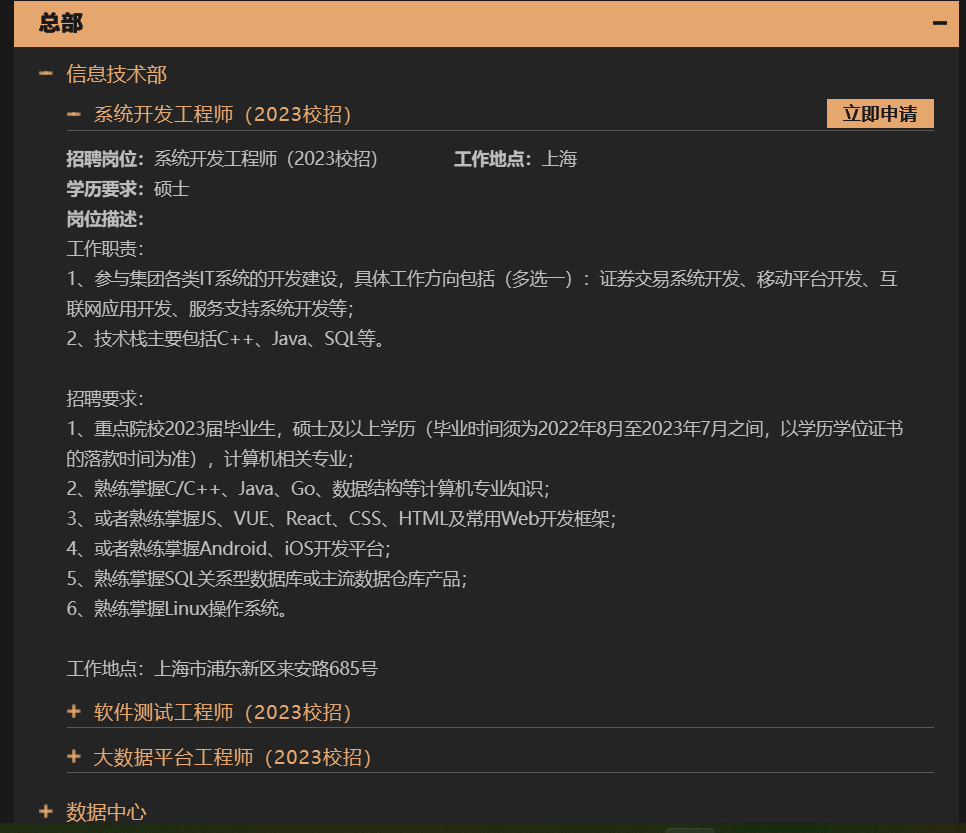 总部
信息技术部
系统开发工程师（2023校招）
立即申请
招聘岗位：系统开发工程师（2023校招） 工作地点：上海
学历要求：硕士
岗位描述：
工作职责：
1、参与集团各类IT系统的开发建设，具体工作方向包括（多选一）：证券交易系统开发、移动平台开发、互
联网应用开发、服务支持系统开发等；
2、技术栈主要包括C++、Java、SQL等。
招聘要求：
1、重点院校2023届毕业生，硕士及以上学历（毕业时间须为2022年8月至2023年7月之间，以学历学位证书
的落款时间为准），计算机相关专业；
2、熟练掌握C/C++、Java、Go、数据结构等计算机专业知识；
3、或者熟练掌握JS、VUE、React、CSS、HTML及常用Web开发框架；
4、或者熟练掌握Android、iOS开发平台；
5、熟练掌握SQL关系型数据库或主流数据仓库产品；
6、熟练掌握Linux操作系统。
工作地点：上海市浦东新区来安路685号
软件测试工程师（2023校招）
大数据平台工程师（2023校招）
数据中心